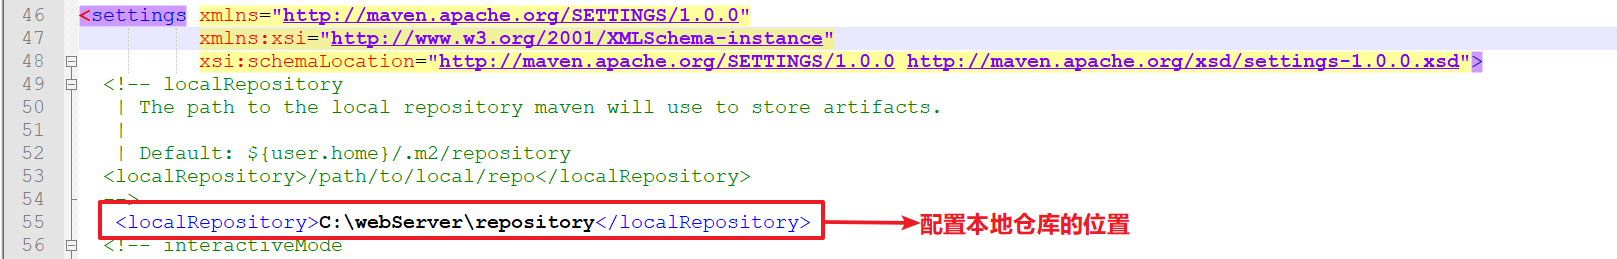 46 <settings xmlns="http://maven.apache.org/SETTINGS/1.0.0"
47 xmlns:xsi="http://www.w3.org/2001/XMLSchema-instance"
48 xsi:schemaLocation="http://maven.apache.org/SETTINGS/1.0.0 http://maven.apache.org/xsd/settings-1.0.0.xsd">
49 <!-- localRepository
50 | The path to the local repository maven will use to store artifacts.
51 |
52 | Default: ${user.home}/.m2/repository
53 <localRepository>/path/to/local/repo</localRepository>
54 -->
55 <localRepository>C:\webServer\repository</localRepository> 配置本地仓库的位置
56 <!-- interactiveMode